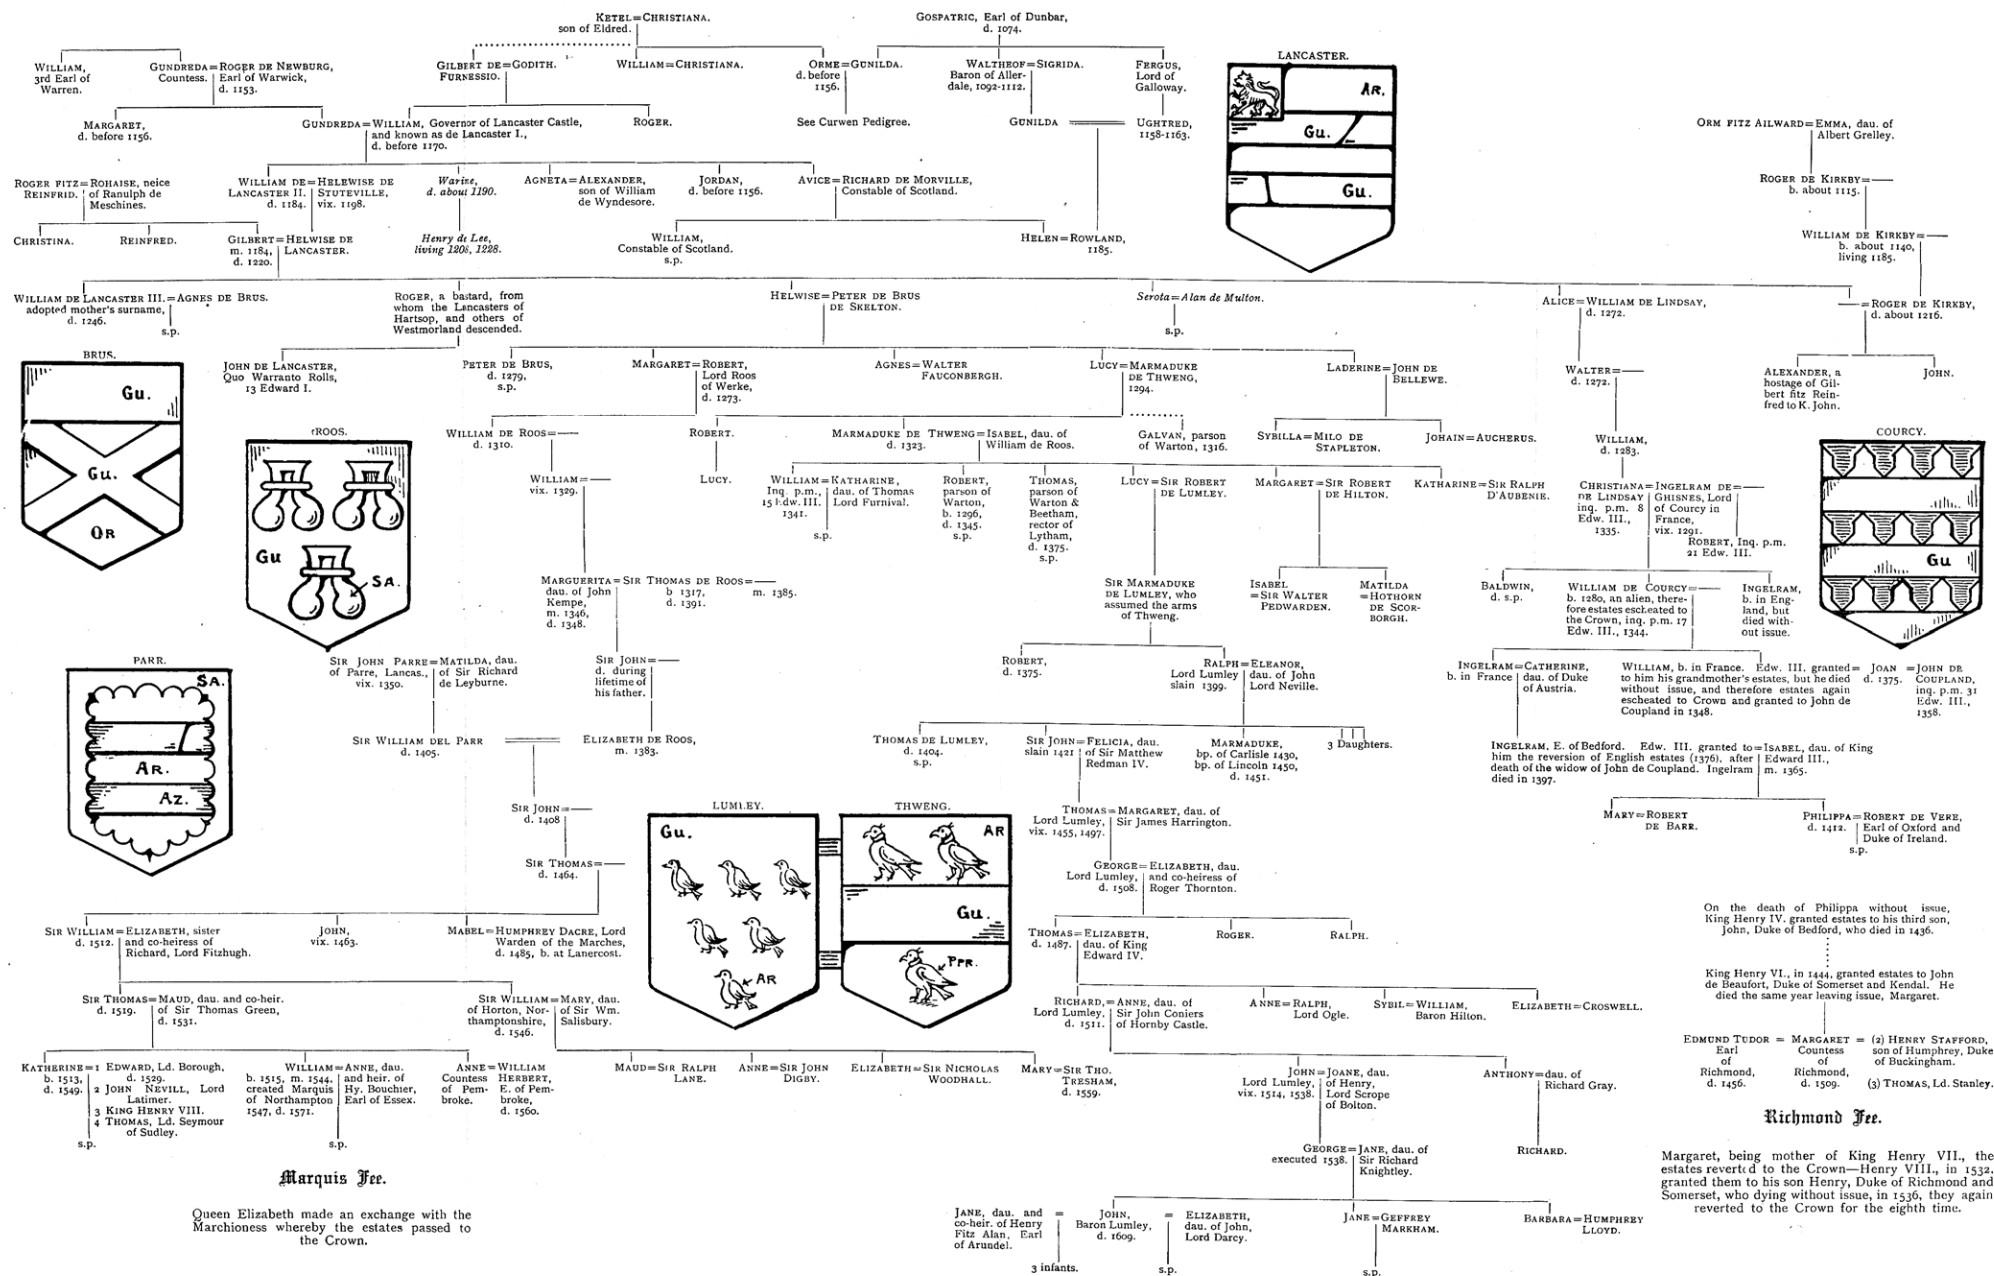 KETEL=CHRISTIANA.
son of Eldred.
GOSPATRIC, Earl of Dunbar,
d. 1074.
WILLIAM,
3rd Earl of
Warren.
GUNDREDA=ROGER DE NEWBURG,
Countess. Earl of Warwick,
d. 1153.
GILBERT DE=GODITH.
FURNESSIO.
WILLIAM=CHRISTIANA.
ORME=GUNILDA.
d. before
1156.
WALTHEOF=SIGRIDA.
Baron of Aller-
dale, 1092-1112.
FERGUS,
Lord of
Galloway.
LANCASTER.
Ar.
Gu.
Gu.
MARGARET,
d. before 1156.
GUNDREDA=WILLIAM, Governor of Lancaster Castle,
and known as de Lancaster I.,
d. before 1170.
ROGER.
See Curwen Pedigree.
GUNILDA
UGHTRED,
1158-1163.
ORM FITZ AILWARD=EMMA, dau. of
Albert Grelley.
ROGER FITZ=ROHAISE, neice
REINFRID. of Ranulph de
Meschines.
WILLIAM DE=HELEWISE DE
LANCASTER II. STUTEVILLE,
d. 1184. vix. 1198.
Warine,
d. about 1190.
AGNETA=ALEXANDER,
son of William
de Wyndesore.
JORDAN,
d. before 1156.
AVICE=RICHARD DE MORVILLE,
Constable of Scotland.
ROGER DE KIRKBY=
b. about 1115.
CHRISTINA.
REINFRED.
GILBERT=HELWISE DE
m. 1184, LANCASTER.
d. 1220.
Henry de Lee,
living 1208, 1228.
WILLIAM,
Constable of Scotland.
s.p.
HELEN=ROWLAND,
1185.
WILLIAM DE KIRKBY=
b. about 1140,
living 1185.
WILLIAM DE LANCASTER III.=AGNES DE BRUS.
adopted mother's surname,
d. 1246.
s.p.
ROGER, a bastard, from
whom the Lancasters of
Hartsop, and others of
Westmorland descended.
HELWISE=PETER DE BRUS
DE SKELTON.
Serota=Alan de Multon.
s.p.
ALICE=WILLIAM DE LINDSAY,
d. 1272.
=ROGER DE KIRKBY,
d. about 1216.
BRUS.
Gu.
Gu.
OR
JOHN DE LANCASTER,
Quo Warranto Rolls,
13 Edward I.
PETER DE BRUS,
d. 1279,
s.p.
MARGARET=ROBERT,
Lord Roos
of Werke,
d. 1273.
AGNES=WALTER
FAUCONBERGH.
LUCY=MARMADUKE
DE THWENG,
1294.
LADERINE=JOHN DE
BELLEWE.
WALTER=
d. 1272.
ALEXANDER, a
hostage of Gil-
bert fitz Rein-
fred to K. John.
JOHN.
ROOS.
Gu
SA.
WILLIAM DE ROOS=
d. 1310.
ROBERT.
MARMADUKE DE THWENG=ISABEL, dau. of
d. 1323. William de Roos.
GALVAN, parson
of Warton, 1316.
SYBILLA=MILO DE
STAPLETON.
JOHAIN=AUCHERUS.
WILLIAM,
d. 1283.
COURCY.
Gu
WILLIAM=
vix. 1329.
LUCY.
WILLIAM=KATHARINE,
Inq. p.m., dau. of Thomas
15 Edw. III. Lord Furnival.
1341.
s.p.
ROBERT,
parson of
Warton,
b. 1296,
d. 1345.
s.p.
THOMAS,
parson of
Warton &
Beetham,
rector of
Lytham,
d. 1375.
s.p.
LUCY=SIR ROBERT
DE LUMLEY.
MARGARET=SIR ROBERT
DE HILTON.
KATHARINE=SIR RALPH
D'AUBENIE.
CHRISTIANA=INGELRAM DE=
DE LINDSAY GHISNES, Lord
inq. p.m. 8 of Courcy in
Edw. III., France,
1335. vix. 1291.
ROBERT, Inq. p.m.
21 Edw. III.
MARGUERITA=SIR THOMAS DE ROOS=
dau. of John b 1317, m. 1385.
Kempe, d. 1391.
m. 1346,
d. 1348.
SIR MARMADUKE
DE LUMLEY, who
assumed the arms
of Thweng.
ISABEL
=SIR WALTER
PEDWARDEN.
MATILDA
=HOTHORN
DE SCOR-
BORGH.
BALDWIN,
d. s.p.
WILLIAM DE COURCY=
b. 1280, an alien, there-
fore estates escheated to
the Crown, inq. p.m. 17
Edw. III., 1344.
INGELRAM,
b. in Eng-
land, but
died with-
out issue.
PARR.
SA.
AR.
Az.
SIR JOHN PARRE=MATILDA, dau.
of Parre, Lancas., of Sir Richard
vix. 1350. de Leyburne.
SIR JOHN=
d. during
lifetime of
his father.
ROBERT,
d. 1375.
RALPH=ELEANOR,
Lord Lumley dau. of John
slain 1399. Lord Neville.
INGELRAM=CATHERINE,
b. in France dau. of Duke
of Austria.
WILLIAM, b. in France. Edw. III. granted=
to him his grandmother's estates, but he died
without issue, and therefore estates again
escheated to Crown and granted to John de
Coupland in 1348.
JOAN
d. 1375.
=JOHN DE
COUPLAND,
inq. p.m. 31
Edw. III.,
1358.
SIR WILLIAM DEL PARR
d. 1405.
ELIZABETH DE ROOS,
m. 1383.
THOMAS DE LUMLEY,
d. 1404.
s.p.
SIR JOHN=FELICIA, dau.
slain 1421 of Sir Matthew
Redman IV.
MARMADUKE,
bp. of Carlisle 1430,
bp. of Lincoln 1450,
d. 1451.
3 Daughters.
INGELRAM, E. of Bedford. Edw. III. granted to=ISABEL, dau. of King
him the reversion of English estates (1376), after Edward III.,
death of the widow of John de Coupland. Ingelram m. 1365.
died in 1397.
SIR JOHN=
d. 1408
LUMLEY.
Gu.
AR
THWENG.
AR
Gu.
PPR.
THOMAS=MARGARET, dau. of
Lord Lumley, Sir James Harrington.
vix. 1455, 1497.
MARY=ROBERT
DE BARR.
PHILIPPA=ROBERT DE VERE,
d. 1412. Earl of Oxford and
Duke of Ireland.
s.p.
SIR THOMAS=
d. 1464.
GEORGE=ELIZABETH, dau.
Lord Lumley, and co-heiress of
d. 1508. Roger Thornton.
SIR WILLIAM=ELIZABETH, sister
d. 1512. and co-heiress of
Richard, Lord Fitzhugh.
JOHN,
vix. 1463.
MABEL=HUMPHREY DACRE, Lord
Warden of the Marches,
d. 1485, b. at Lanercost.
THOMAS=ELIZABETH,
d. 1487. dau. of King
Edward IV.
ROGER.
RALPH.
On the death of Philippa without issue,
King Henry IV. granted estates to his third son,
John, Duke of Bedford, who died in 1436.
King Henry VI., in 1444, granted estates to John
de Beaufort, Duke of Somerset and Kendal. He
died the same year leaving issue, Margaret.
SIR THOMAS=MAUD, dau. and co-heir.
d. 1519. of Sir Thomas Green,
d. 1531.
SIR WILLIAM=MARY, dau.
of Horton, Nor- of Sir Wm.
thamptonshire, Salisbury.
d. 1546.
RICHARD,=ANNE, dau. of
Lord Lumley, Sir John Coniers
d. 1511. of Hornby Castle.
ANNE=RALPH,
Lord Ogle.
SYBIL=WILLIAM,
Baron Hilton.
ELIZABETH=CROSWELL.
EDMUND TUDOR = MARGARET = (2) HENRY STAFFORD,
Earl Countess son of Humphrey, Duke
of of of Buckingham.
Richmond, Richmond,
d. 1456. d. 1509. (3) THOMAS, Ld. Stanley.
KATHERINE=1 EDWARD, Ld. Borough,
b. 1513, d. 1529.
d. 1549. 2 JOHN NEVILL, Lord
Latimer.
3 KING HENRY VIII.
4 THOMAS, Ld. Seymour
of Sudley.
s.p.
WILLIAM=ANNE, dau.
b. 1515, m. 1544, and heir. of
created Marquis Hy. Bouchier,
of Northampton Earl of Essex.
1547, d. 1571.
s.p.
ANNE=WILLIAM
Countess HERBERT,
of Pem- E. of Pem-
broke. broke,
d. 1560.
MAUD=SIR RALPH
LANE.
ANNE=SIR JOHN
DIGBY.
ELIZABETH=SIR NICHOLAS
WOODHALL.
MARY=SIR THO.
TRESHAM,
d. 1559.
JOHN=JOANE, dau.
Lord Lumley, of Henry,
vix. 1514, 1538. Lord Scrope
of Bolton.
ANTHONY=dau. of
Richard Gray.
Richmond Fee.
GEORGE=JANE, dau. of
executed 1538. Sir Richard
Knightley.
RICHARD.
Margaret, being mother of King Henry VII., the
estates reverted to the Crown—Henry VIII., in 1532.
granted them to his son Henry, Duke of Richmond and
Somerset, who dying without issue, in 1536, they again
reverted to the Crown for the eighth time.
Marquis Fee.
Queen Elizabeth made an exchange with the
Marchioness whereby the estates passed to
the Crown.
JANE, dau. and =
co-heir. of Henry
Fitz Alan, Earl
of Arundel.
3 infants.
JOHN, =
Baron Lumley,
d. 1609.
ELIZABETH,
dau. of John,
Lord Darcy.
s.p.
JANE=GEFFREY
MARKHAM.
s.p.
BARBARA=HUMPHREY
LLOYD.